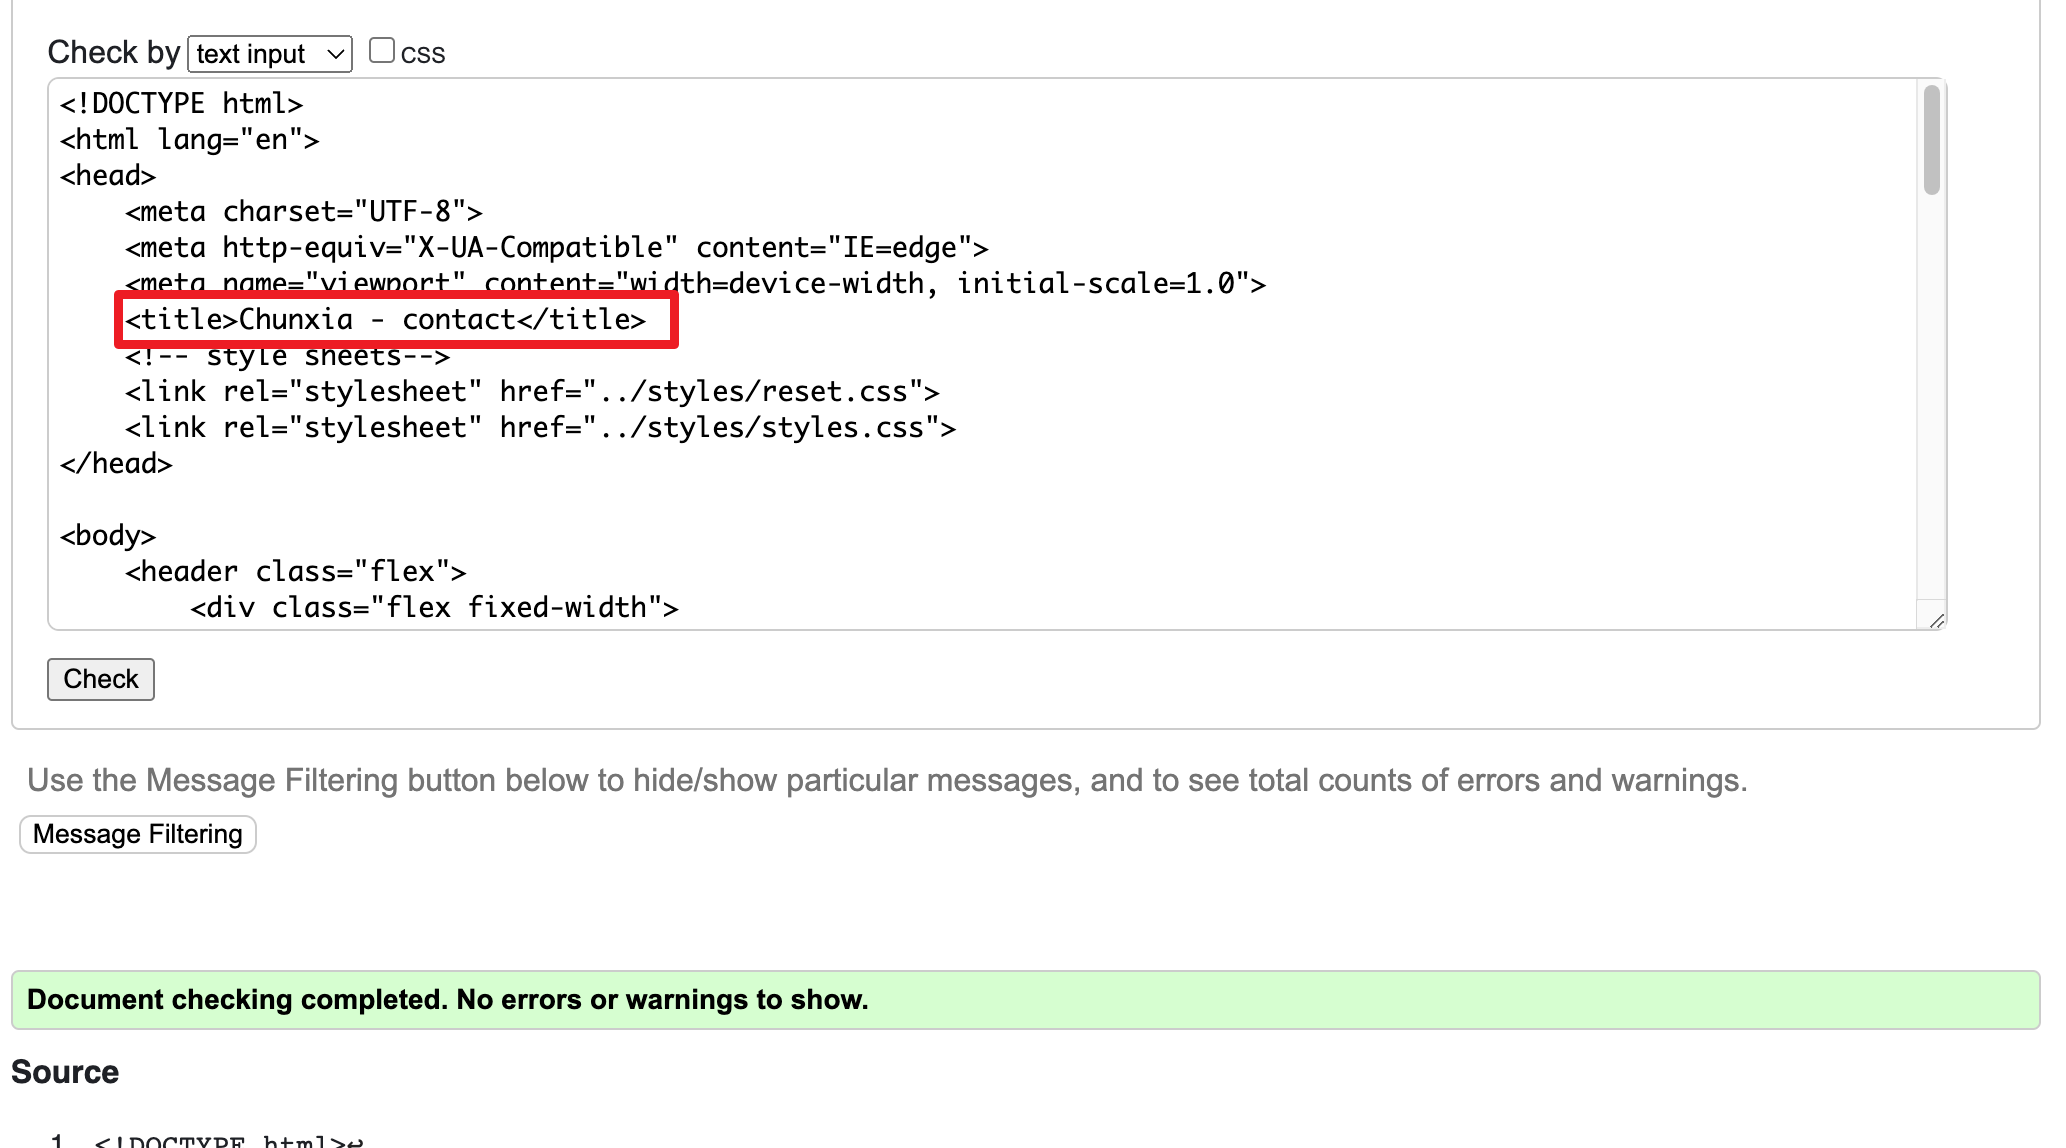 Check by text input css
<!DOCTYPE html>
<html lang="en">
<head>
    <meta charset="UTF-8">
    <meta http-equiv="X-UA-Compatible" content="IE=edge">
    <meta name="viewport" content="width=device-width, initial-scale=1.0">
    <title>Chunxia - contact</title>
    <!-- style sheets-->
    <link rel="stylesheet" href="../styles/reset.css">
    <link rel="stylesheet" href="../styles/styles.css">
</head>
<body>
    <header class="flex">
        <div class="flex fixed-width">
Check
Use the Message Filtering button below to hide/show particular messages, and to see total counts of errors and warnings.
Message Filtering
Document checking completed. No errors or warnings to show.
Source
1. <!DOCTYPE html>↩